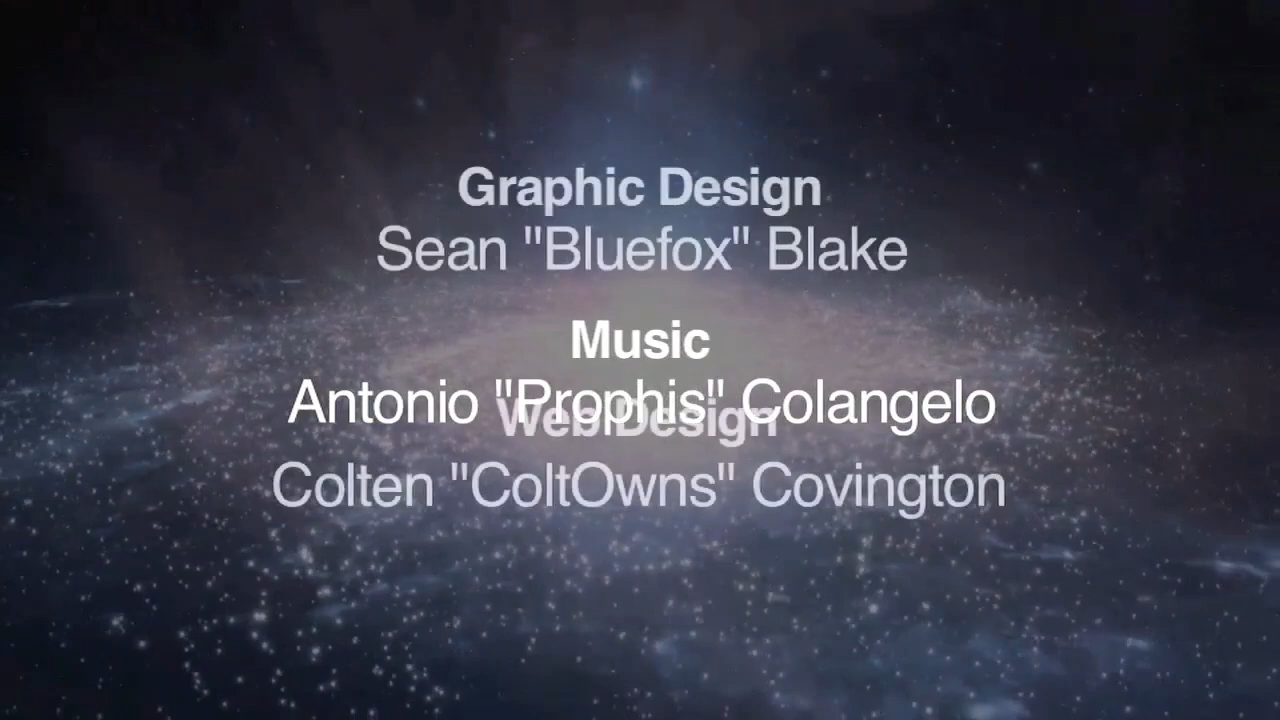 Graphic Design
Sean "Bluefox" Blake
Music
Antonio "Prophis" Colangelo
Web Design
Colten "ColtOwns" Covington